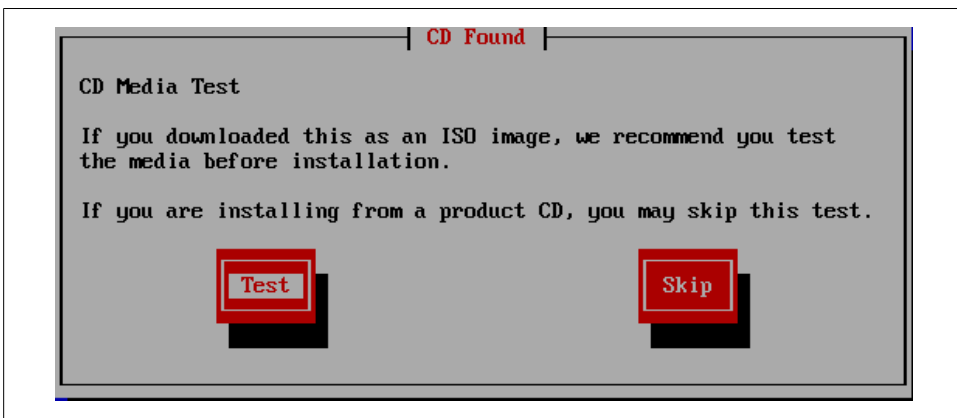 CD Found
CD Media Test
If you downloaded this as an ISO image, we recommend you test
the media before installation.
If you are installing from a product CD, you may skip this test.
Test
Skip